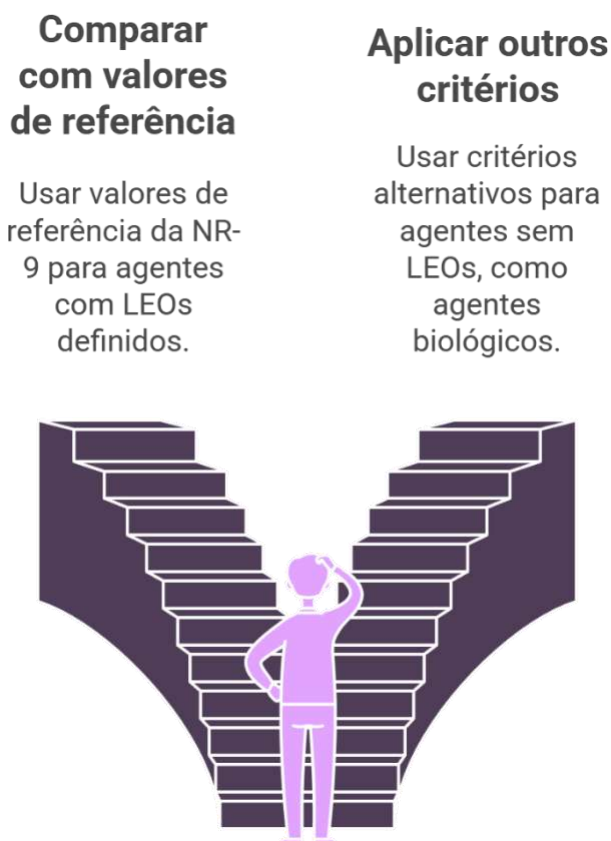 Comparar
com valores
de referência
Usar valores de
referência da NR-
9 para agentes
com LEOs
definidos.
Aplicar outros
critérios
Usar critérios
alternativos para
agentes sem
LEOs, como
agentes
biológicos.